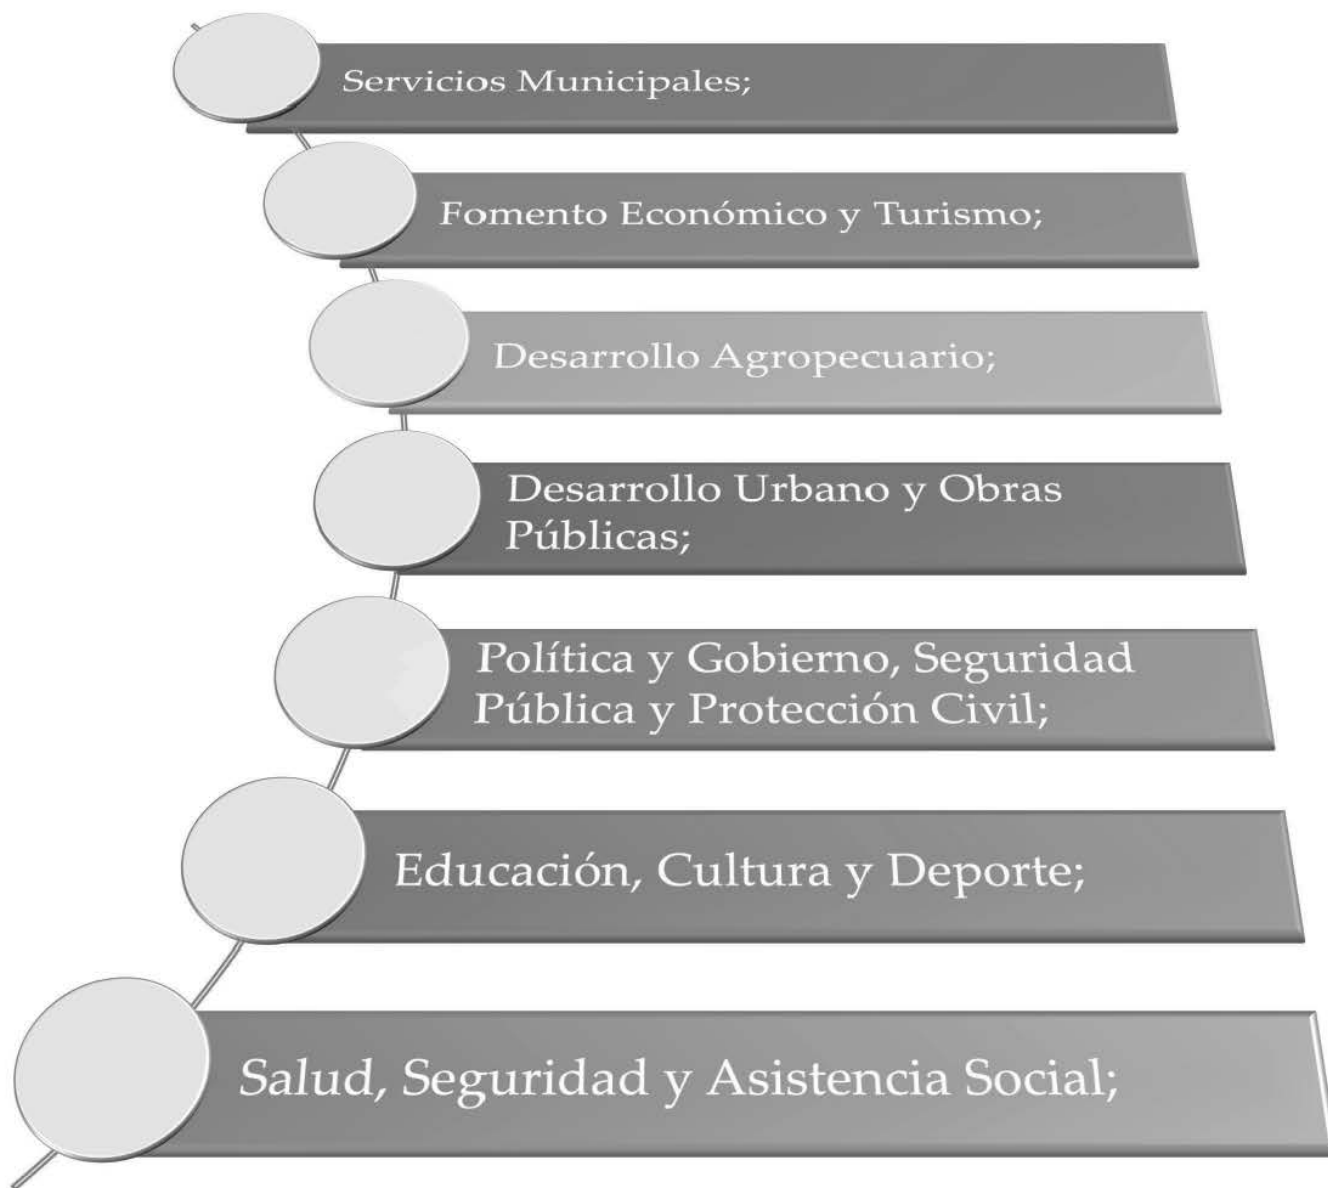 Servicios Municipales;
Fomento Económico y Turismo;
Desarrollo Agropecuario;
Desarrollo Urbano y Obras
Públicas;
Política y Gobierno, Seguridad
Pública y Protección Civil;
Educación, Cultura y Deporte;
Salud, Seguridad y Asistencia Social;